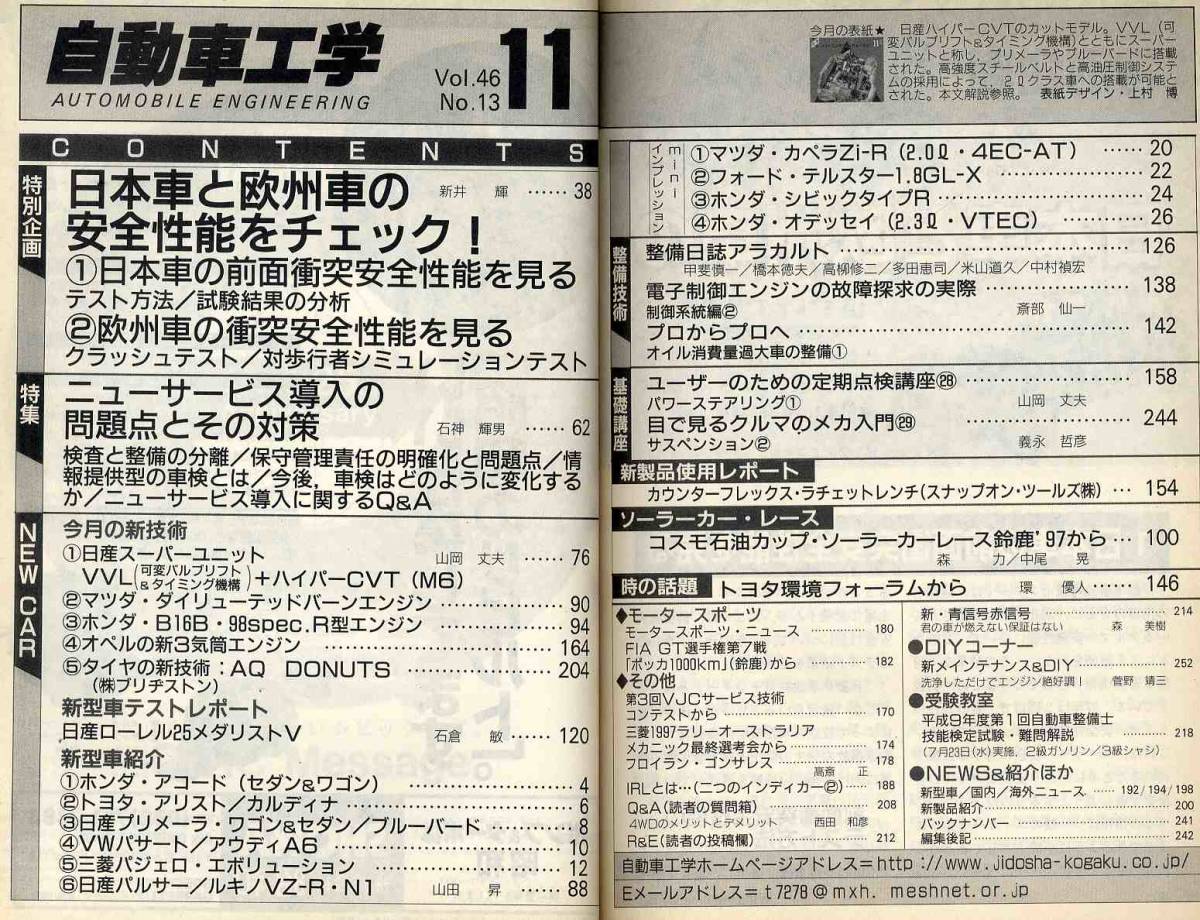 自動車工学
AUTOMOBILE ENGINEERING
Vol.46
No.13
11
CONTENTS
特別企画
日本車と欧州車の
安全性能をチェック!
新井 輝 …… 38
①日本車の前面衝突安全性能を見る
テスト方法/試験結果の分析
②欧州車の衝突安全性能を見る
クラッシュテスト/対歩行者シミュレーションテスト
特集
ニューサービス導入の
問題点とその対策
石神 輝男 …… 62
検査と整備の分離/保守管理責任の明確化と問題点/情
報提供型の車検とは/今後,車検はどのように変化する
か/ニューサービス導入に関するQ&A
NEW CAR
今月の新技術
①日産スーパーユニット 山岡 丈夫 …… 76
VVL(可変バルブリフト&タイミング機構)+ハイパーCVT(M6)
②マツダ・ダイリューテッドバーンエンジン …… 90
③ホンダ・B16B・98spec.R型エンジン …… 94
④オペルの新3気筒エンジン …… 164
⑤タイヤの新技術:AQ DONUTS …… 204
(㈱ブリヂストン)
新型車テストレポート
日産ローレル25メダリストV 石倉 敏 …… 120
新型車紹介
①ホンダ・アコード(セダン&ワゴン) …… 4
②トヨタ・アリスト/カルディナ …… 6
③日産プリメーラ・ワゴン&セダン/ブルーバード …… 8
④VWパサート/アウディA6 …… 10
⑤三菱パジェロ・エボリューション …… 12
⑥日産パルサー/ルキノVZ-R・N1 山田 昇 …… 88
今月の表紙★ 日産ハイパーCVTのカットモデル。VVL(可
変バルブリフト&タイミング機構)とともにスーパー
ユニットと称し,プリメーラやブルーバードに搭載
された。高強度スチールベルトと高油圧制御システ
ムの採用によって,2.0ℓクラス車への搭載が可能と
された。本文解説参照。 表紙デザイン・上村 博
miniインプレッション
①マツダ・カペラZi-R(2.0ℓ・4EC-AT) …… 20
②フォード・テルスター1.8GL-X …… 22
③ホンダ・シビックタイプR …… 24
④ホンダ・オデッセイ(2.3ℓ・VTEC) …… 26
整備技術
整備日誌アラカルト …… 126
甲斐慎一/橋本徳夫/高柳修二/多田恵司/米山道久/中村禎宏
電子制御エンジンの故障探求の実際 …… 138
制御系統編② 斎部 仙一
プロからプロへ …… 142
オイル消費量過大車の整備①
基礎講座
ユーザーのための定期点検講座㉘ …… 158
パワーステアリング① 山岡 丈夫
目で見るクルマのメカ入門㉙ …… 244
サスペンション② 義永 哲彦
新製品使用レポート
カウンターフレックス・ラチェットレンチ(スナップオン・ツールズ㈱) … 154
ソーラーカー・レース
コスモ石油カップ・ソーラーカーレース鈴鹿'97から … 100
森 力/中尾 晃
時の話題 トヨタ環境フォーラムから 環 優人 …… 146
◆モータースポーツ
モータースポーツ・ニュース …… 180
FIA GT選手権第7戦
「ポッカ1000km」(鈴鹿)から …… 182
◆その他
第3回VJCサービス技術
コンテストから …… 170
三菱1997ラリーオーストラリア
メカニック最終選考会から …… 174
フロイラン・ゴンサレス …… 178
高斎 正
IRLとは…(二つのインディカー②) …… 188
Q&A(読者の質問箱) …… 208
4WDのメリットとデメリット 西田 和彦
R&E(読者の投稿欄) …… 212
新・青信号赤信号 …… 214
君の車が燃えない保証はない 森 美樹
●DIYコーナー
新メインテナンス&DIY …… 252
洗浄しただけでエンジン絶好調! 菅野 靖三
●受験教室
平成9年度第1回自動車整備士
技能検定試験・難問解説 …… 218
(7月23日(水)実施,2級ガソリン/3級シャシ)
●NEWS&紹介ほか
新型車/国内/海外ニュース …… 192/194/198
新製品紹介 …… 200
バックナンバー …… 241
編集後記 …… 242
自動車工学ホームページアドレス=http://www.jidosha-kogaku.co.jp/
Eメールアドレス=t7278@mxh.meshnet.or.jp